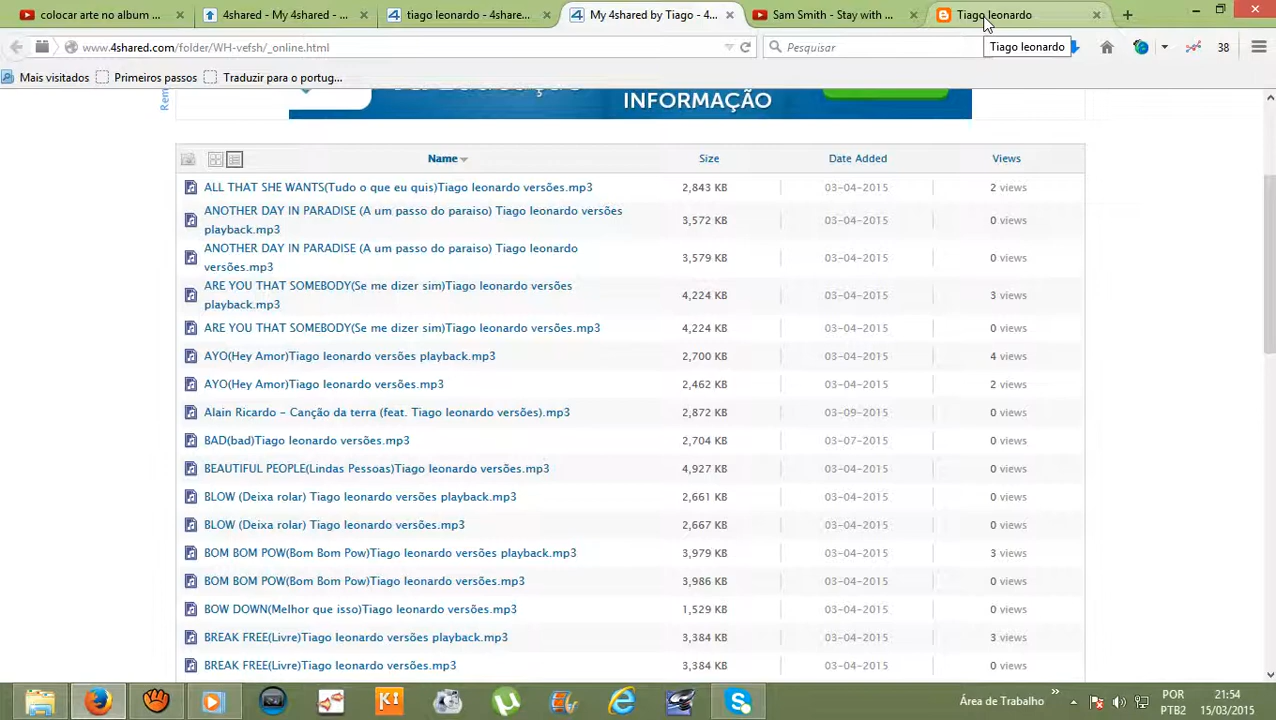 colocar arte no album ...
4shared - My 4shared - ...
tiago leonardo - 4share...
My 4shared by Tiago - 4...
Sam Smith - Stay with ...
Tiago leonardo
www.4shared.com/folder/WH-vefsh/_online.html
Pesquisar
Tiago leonardo
38
Mais visitados
Primeiros passos
Traduzir para o portug...
INFORMAÇÃO
Name
Size
Date Added
Views
ALL THAT SHE WANTS(Tudo o que eu quis)Tiago leonardo versões.mp3 2,843 KB 03-04-2015 2 views
ANOTHER DAY IN PARADISE (A um passo do paraiso) Tiago leonardo versões
playback.mp3 3,572 KB 03-04-2015 0 views
ANOTHER DAY IN PARADISE (A um passo do paraiso) Tiago leonardo
versões.mp3 3,579 KB 03-04-2015 0 views
ARE YOU THAT SOMEBODY(Se me dizer sim)Tiago leonardo versões
playback.mp3 4,224 KB 03-04-2015 3 views
ARE YOU THAT SOMEBODY(Se me dizer sim)Tiago leonardo versões.mp3 4,224 KB 03-04-2015 0 views
AYO(Hey Amor)Tiago leonardo versões playback.mp3 2,700 KB 03-04-2015 4 views
AYO(Hey Amor)Tiago leonardo versões.mp3 2,462 KB 03-04-2015 2 views
Alain Ricardo - Canção da terra (feat. Tiago leonardo versões).mp3 2,872 KB 03-09-2015 0 views
BAD(bad)Tiago leonardo versões.mp3 2,704 KB 03-07-2015 0 views
BEAUTIFUL PEOPLE(Lindas Pessoas)Tiago leonardo versões.mp3 4,927 KB 03-04-2015 0 views
BLOW (Deixa rolar) Tiago leonardo versões playback.mp3 2,661 KB 03-04-2015 0 views
BLOW (Deixa rolar) Tiago leonardo versões.mp3 2,667 KB 03-04-2015 0 views
BOM BOM POW(Bom Bom Pow)Tiago leonardo versões playback.mp3 3,979 KB 03-04-2015 3 views
BOM BOM POW(Bom Bom Pow)Tiago leonardo versões.mp3 3,986 KB 03-04-2015 0 views
BOW DOWN(Melhor que isso)Tiago leonardo versões.mp3 1,529 KB 03-04-2015 0 views
BREAK FREE(Livre)Tiago leonardo versões playback.mp3 3,384 KB 03-04-2015 3 views
BREAK FREE(Livre)Tiago leonardo versões.mp3 3,384 KB 03-04-2015 0 views
Área de Trabalho
POR
PTB2
21:54
15/03/2015